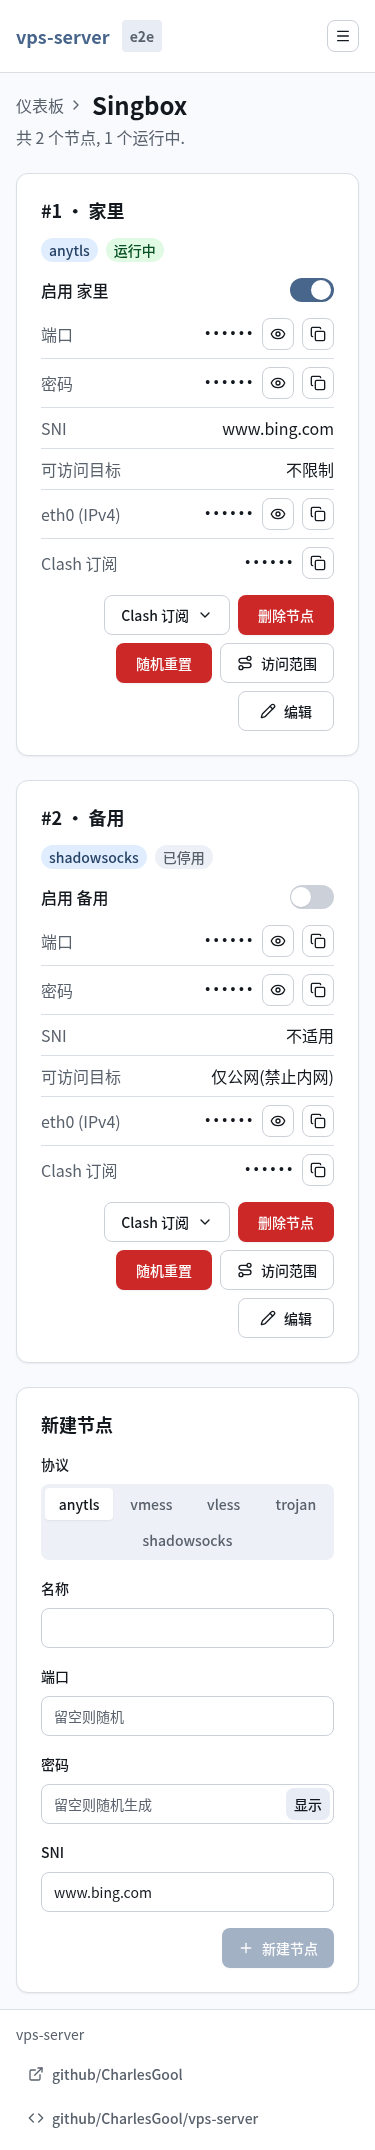 vps-server e2e
仪表板 > Singbox
共 2 个节点, 1 个运行中.
#1 · 家里
anytls 运行中
启用 家里
端口 ••••••
密码 ••••••
SNI www.bing.com
可访问目标 不限制
eth0 (IPv4) ••••••
Clash 订阅 ••••••
Clash 订阅 删除节点
随机重置 访问范围
编辑
#2 · 备用
shadowsocks 已停用
启用 备用
端口 ••••••
密码 ••••••
SNI 不适用
可访问目标 仅公网(禁止内网)
eth0 (IPv4) ••••••
Clash 订阅 ••••••
Clash 订阅 删除节点
随机重置 访问范围
编辑
新建节点
协议
anytls vmess vless trojan
shadowsocks
名称
端口
留空则随机
密码
留空则随机生成 显示
SNI
www.bing.com
+ 新建节点
vps-server
github/CharlesGool
github/CharlesGool/vps-server